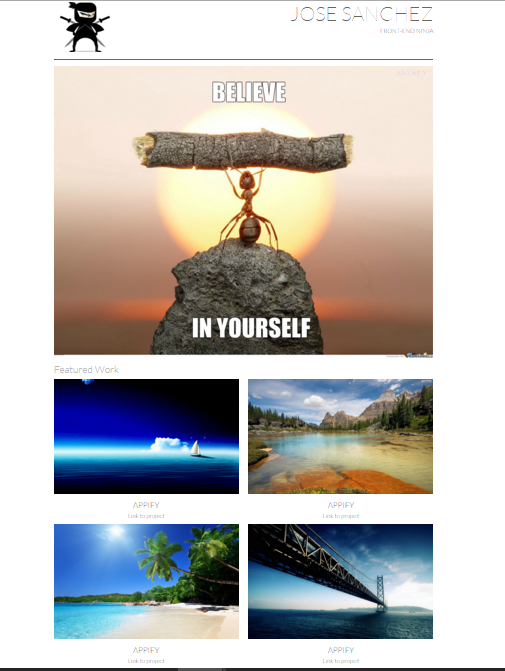 JOSE SANCHEZ
FRONT-END NINJA
BELIEVE
IN YOURSELF
Featured Work
APPIFY
Link to project
APPIFY
Link to project
APPIFY
Link to project
APPIFY
Link to project